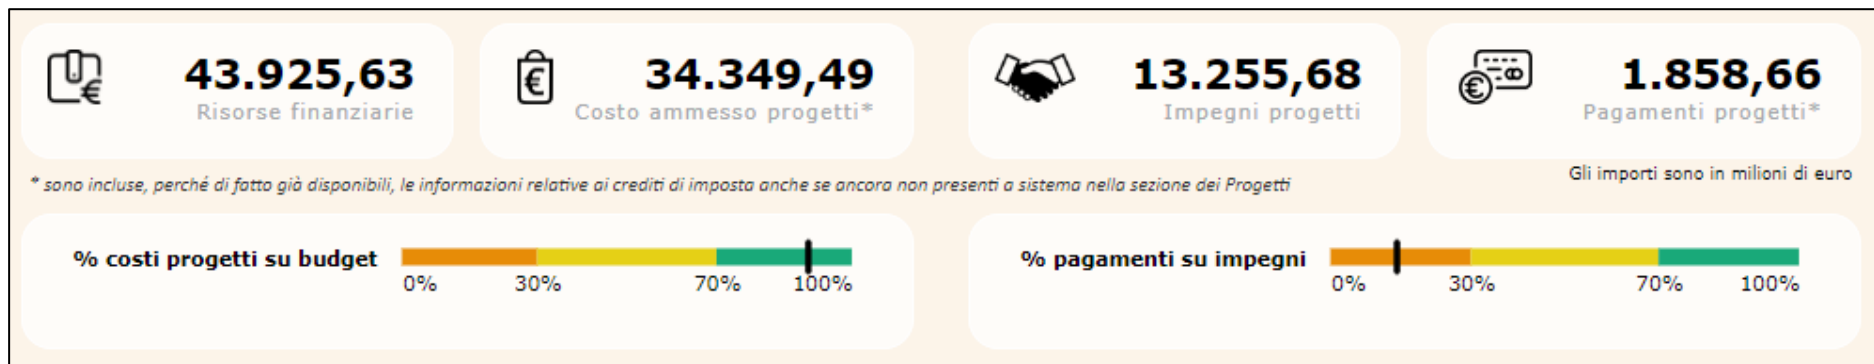 43.925,63
Risorse finanziarie
34.349,49
Costo ammesso progetti*
13.255,68
Impegni progetti
1.858,66
Pagamenti progetti*
* sono incluse, perché di fatto già disponibili, le informazioni relative ai crediti di imposta anche se ancora non presenti a sistema nella sezione dei Progetti
Gli importi sono in milioni di euro
% costi progetti su budget
0% 30% 70% 100%
% pagamenti su impegni
0% 30% 70% 100%